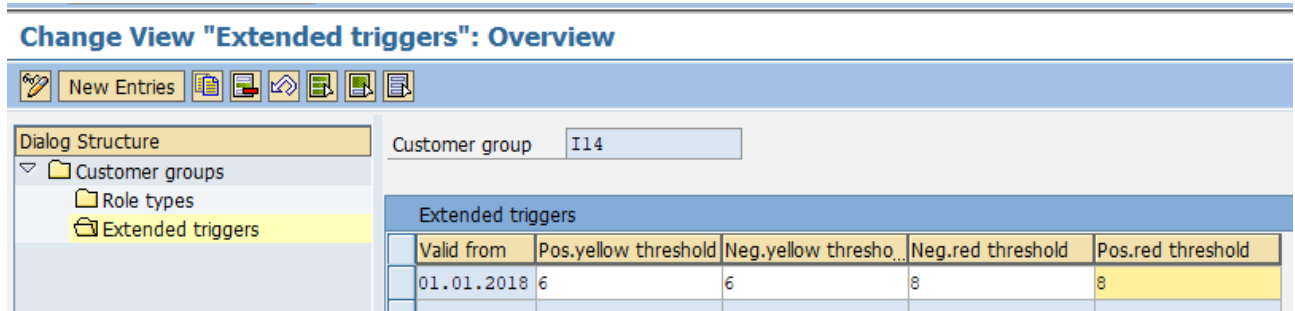 Change View "Extended triggers": Overview
New Entries
Dialog Structure
Customer groups
Role types
Extended triggers
Customer group I14
Extended triggers
Valid from Pos.yellow threshold Neg.yellow thresho... Neg.red threshold Pos.red threshold
01.01.2018 6 6 8 8